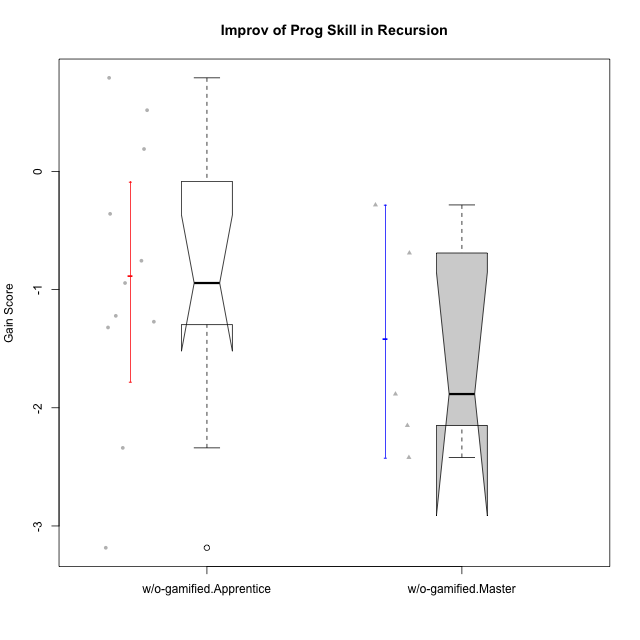 Improv of Prog Skill in Recursion
Gain Score
0
-1
-2
-3
w/o-gamified.Apprentice
w/o-gamified.Master